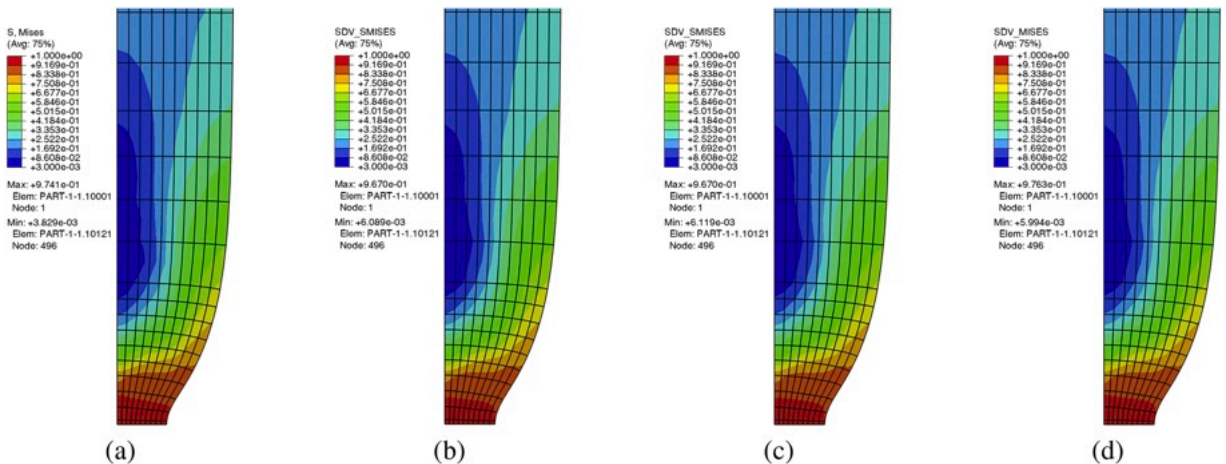 S, Mises
(Avg: 75%)
+1.000e+00
+9.169e-01
+8.338e-01
+7.508e-01
+6.677e-01
+5.846e-01
+5.015e-01
+4.184e-01
+3.353e-01
+2.522e-01
+1.692e-01
+8.608e-02
+3.000e-03
Max: +9.741e-01
Elem: PART-1-1.10001
Node: 1
Min: +3.829e-03
Elem: PART-1-1.10121
Node: 496
(a)
SDV_SMISES
(Avg: 75%)
+1.000e+00
+9.169e-01
+8.338e-01
+7.508e-01
+6.677e-01
+5.846e-01
+5.015e-01
+4.184e-01
+3.353e-01
+2.522e-01
+1.692e-01
+8.608e-02
+3.000e-03
Max: +9.670e-01
Elem: PART-1-1.10001
Node: 1
Min: +6.089e-03
Elem: PART-1-1.10121
Node: 496
(b)
SDV_SMISES
(Avg: 75%)
+1.000e+00
+9.169e-01
+8.338e-01
+7.508e-01
+6.677e-01
+5.846e-01
+5.015e-01
+4.184e-01
+3.353e-01
+2.522e-01
+1.692e-01
+8.608e-02
+3.000e-03
Max: +9.670e-01
Elem: PART-1-1.10001
Node: 1
Min: +6.119e-03
Elem: PART-1-1.10121
Node: 496
(c)
SDV_MISES
(Avg: 75%)
+1.000e+00
+9.169e-01
+8.338e-01
+7.508e-01
+6.677e-01
+5.846e-01
+5.015e-01
+4.184e-01
+3.353e-01
+2.522e-01
+1.692e-01
+8.608e-02
+3.000e-03
Max: +9.763e-01
Elem: PART-1-1.10001
Node: 1
Min: +5.994e-03
Elem: PART-1-1.10121
Node: 496
(d)